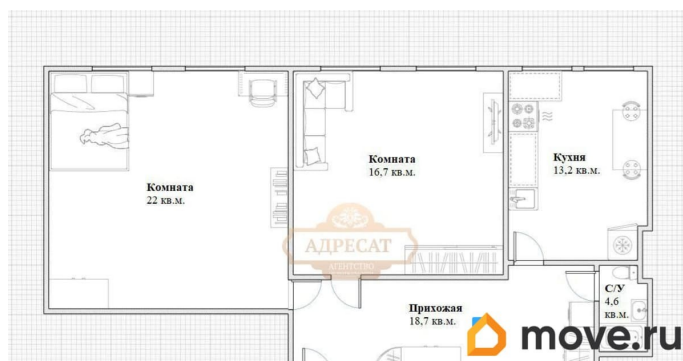 Комната
22 кв.м.
Комната
16,7 кв.м.
Кухня
13,2 кв.м.
АДРЕСАТ
АГЕНТСТВО
Прихожая
18,7 кв.м.
С/У
4,6
кв.м.
move.ru